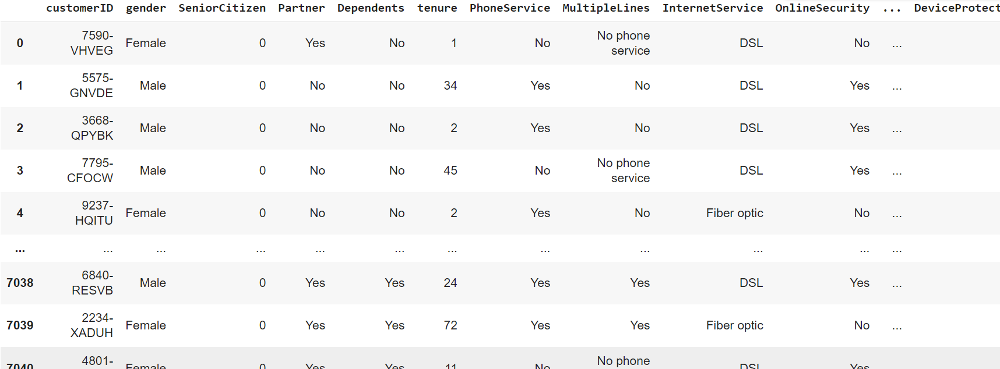 customerID gender SeniorCitizen Partner Dependents tenure PhoneService MultipleLines InternetService OnlineSecurity ... DeviceProtect
0 7590-VHVEG Female 0 Yes No 1 No No phone service DSL No ...
1 5575-GNVDE Male 0 No No 34 Yes No DSL Yes ...
2 3668-QPYBK Male 0 No No 2 Yes No DSL Yes ...
3 7795-CFOCW Male 0 No No 45 No No phone service DSL Yes ...
4 9237-HQITU Female 0 No No 2 Yes No Fiber optic No ...
... ... ... ... ... ... ... ... ... ... ... ...
7038 6840-RESVB Male 0 Yes Yes 24 Yes Yes DSL Yes ...
7039 2234-XADUH Female 0 Yes Yes 72 Yes Yes Fiber optic No ...
7040 4801- Female 0 Yes Yes 11 No No phone DSL Yes